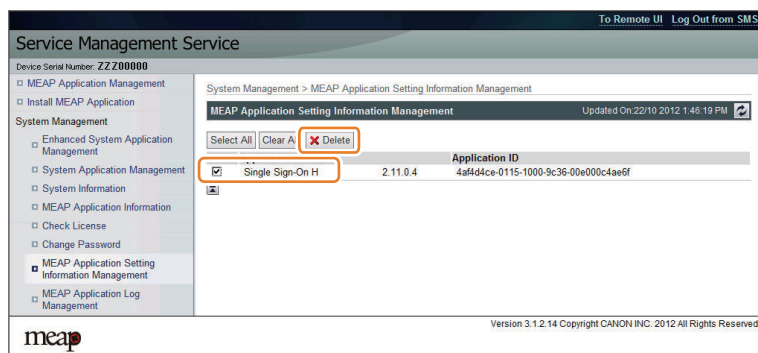 To Remote UI Log Out from SMS
Service Management Service
Device Serial Number: ZZZ00000
MEAP Application Management
Install MEAP Application
System Management
Enhanced System Application
Management
System Application Management
System Information
MEAP Application Information
Check License
Change Password
MEAP Application Setting
Information Management
MEAP Application Log
Management
System Management > MEAP Application Setting Information Management
MEAP Application Setting Information Management Updated On:22/10 2012 1:46:19 PM
Select All Clear A Delete
Application ID
Single Sign-On H 2.11.0.4 4af4d4ce-0115-1000-9c36-00e000c4ae6f
meap
Version 3.1.2.14 Copyright CANON INC. 2012 All Rights Reserved